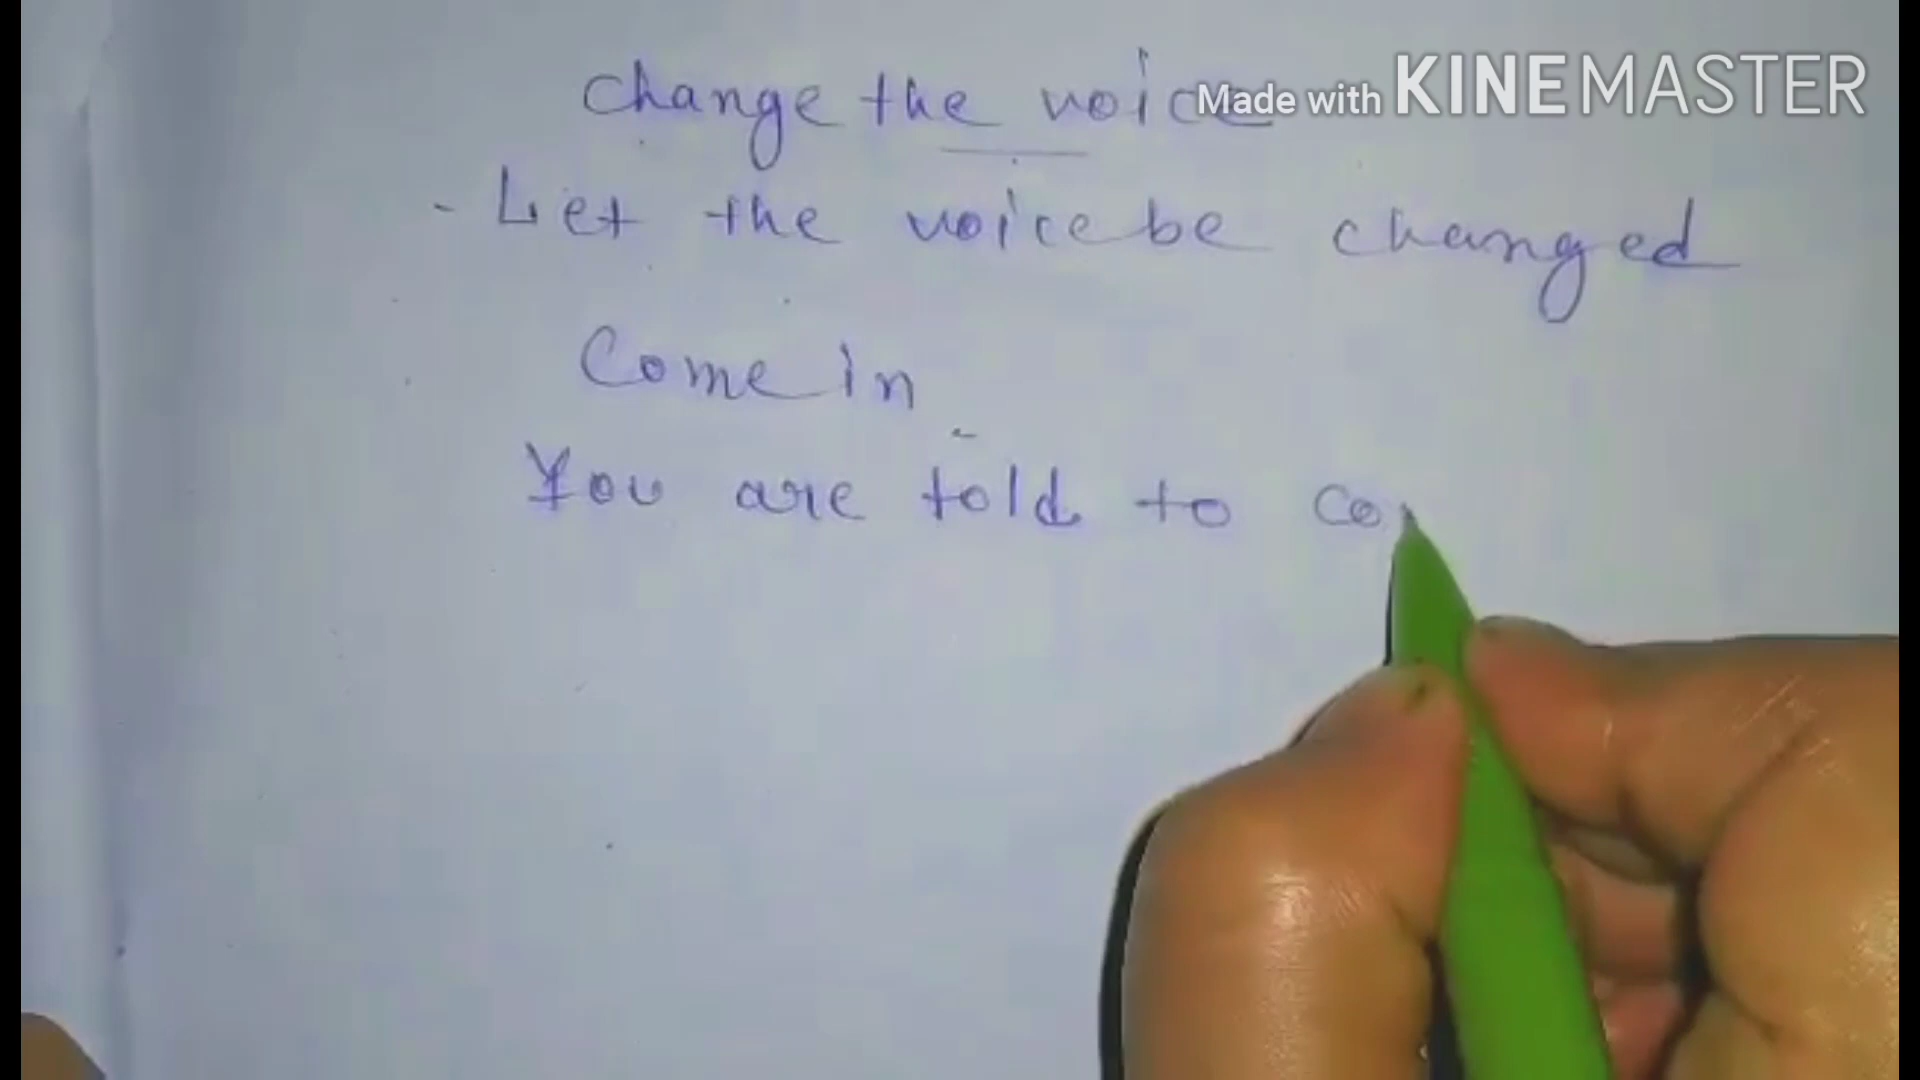 Change the voice
Made with KINEMASTER
- Let the voice be changed
Come in
You are told to co